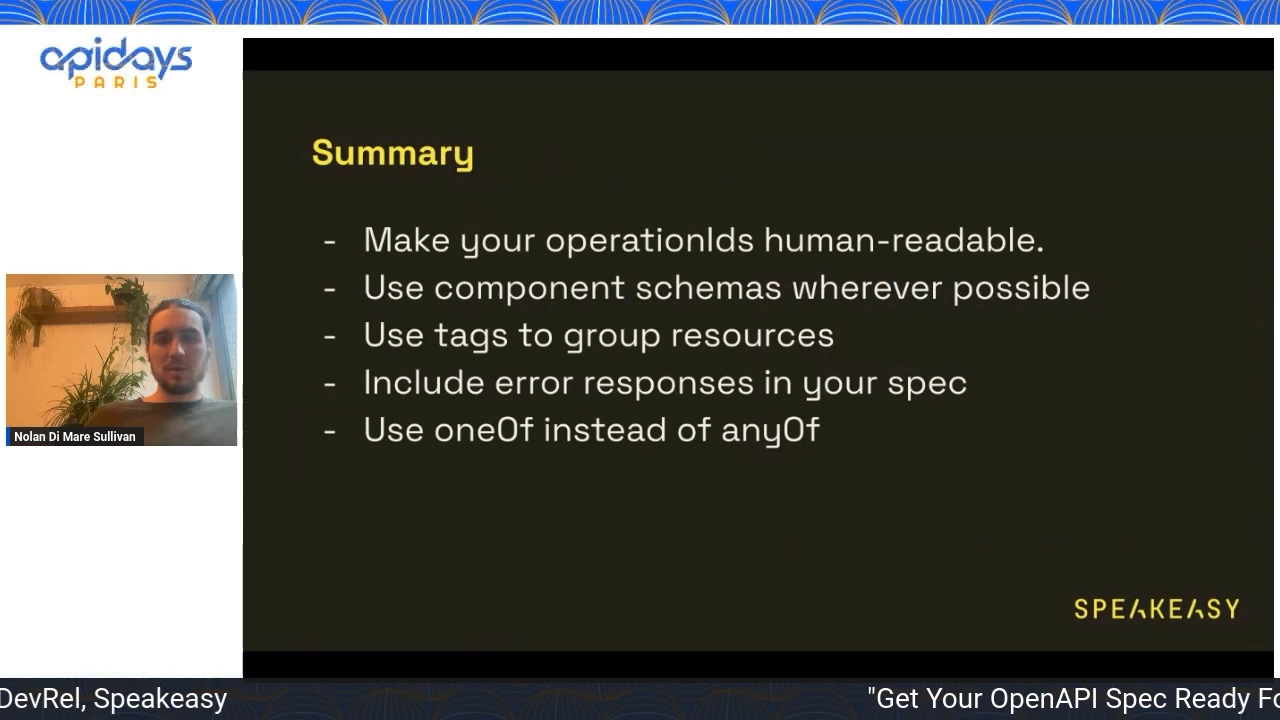 apidays
PARIS
Summary
- Make your operationIds human-readable.
- Use component schemas wherever possible
- Use tags to group resources
- Include error responses in your spec
- Use oneOf instead of anyOf
Nolan Di Mare Sullivan
SPEAKEASY
DevRel, Speakeasy
"Get Your OpenAPI Spec Ready Fo